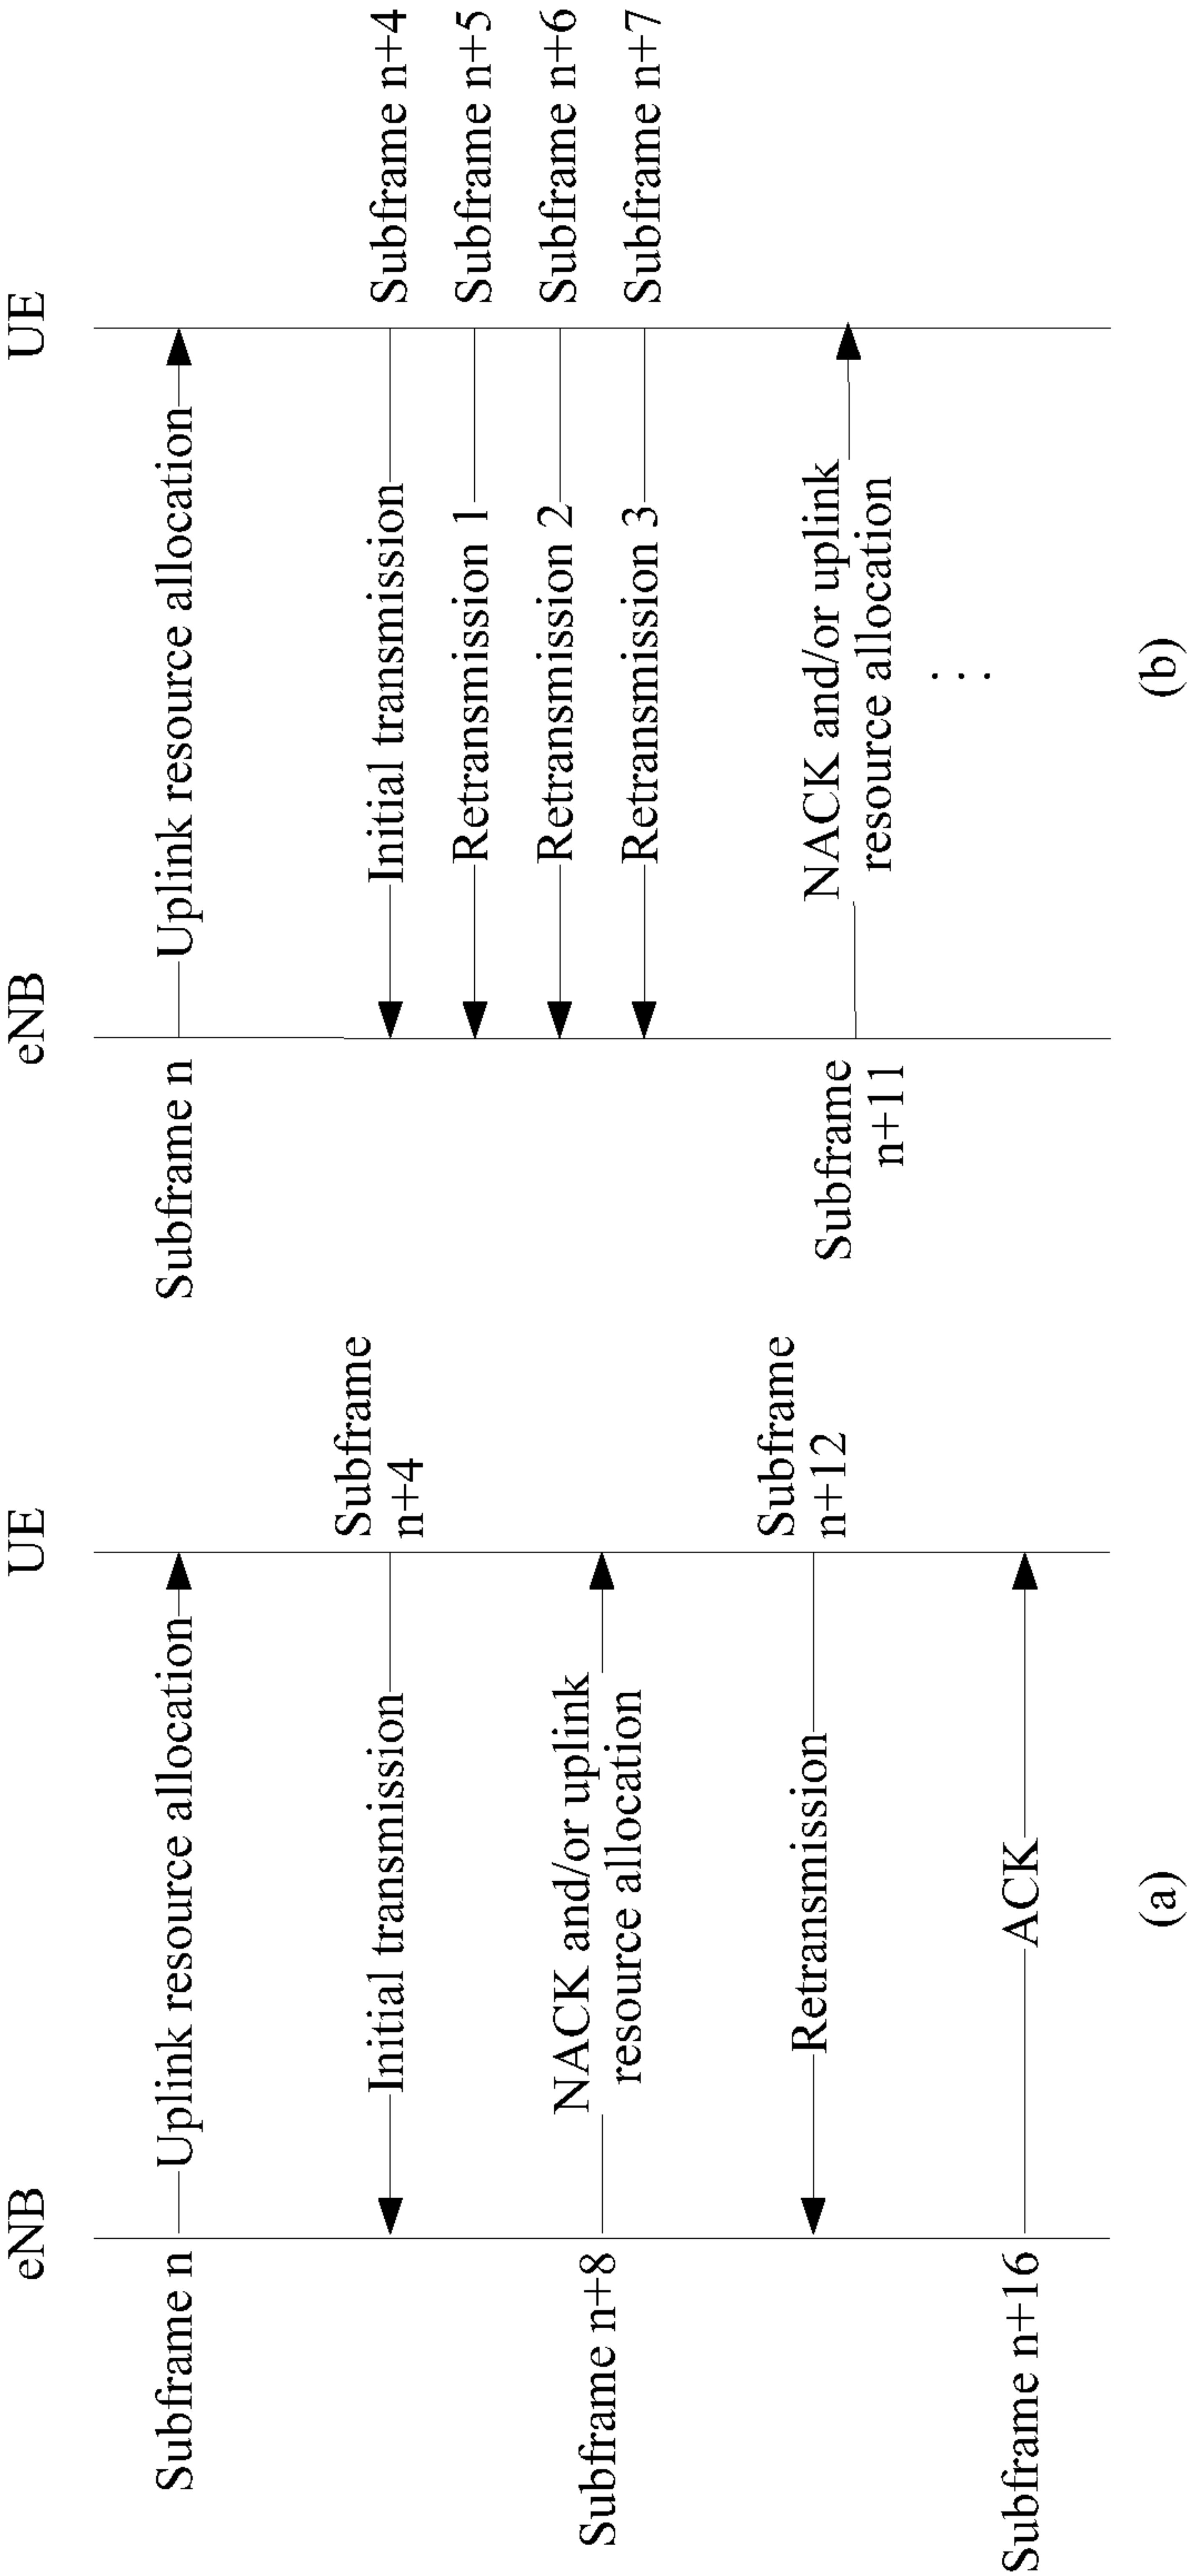 eNB
UE
Subframe n
Uplink resource allocation
Initial transmission
Subframe
n+4
Subframe n+8
NACK and/or uplink
resource allocation
Retransmission
Subframe
n+12
Subframe n+16
ACK
(a)
eNB
UE
Subframe n
Uplink resource allocation
Initial transmission
Subframe n+4
Retransmission 1
Subframe n+5
Retransmission 2
Subframe n+6
Retransmission 3
Subframe n+7
Subframe
n+11
NACK and/or uplink
resource allocation
...
(b)